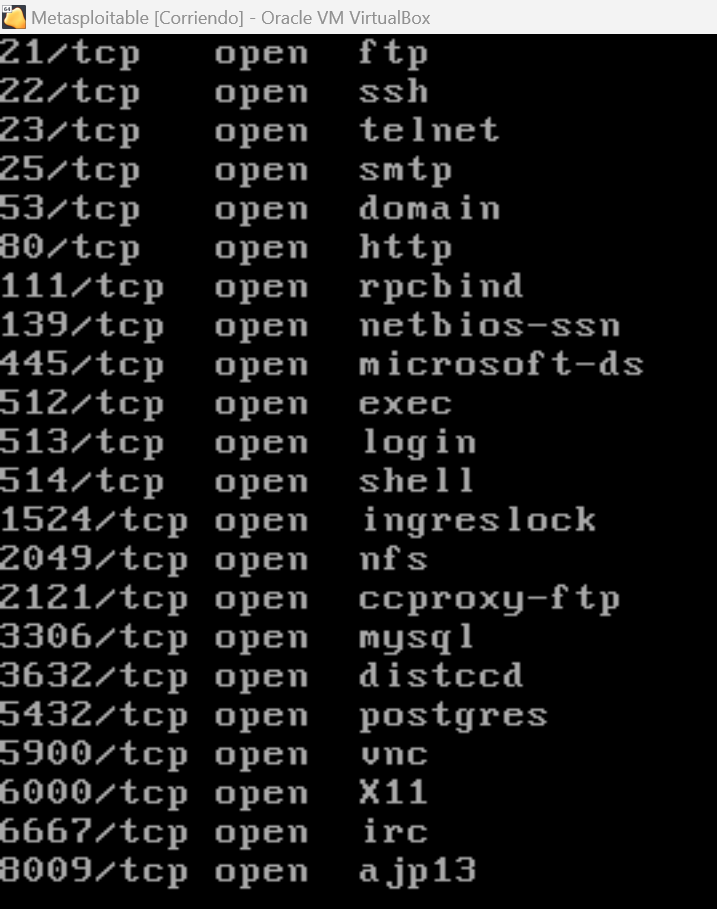 Metasploitable [Corriendo] - Oracle VM VirtualBox
21/tcp open ftp
22/tcp open ssh
23/tcp open telnet
25/tcp open smtp
53/tcp open domain
80/tcp open http
111/tcp open rpcbind
139/tcp open netbios-ssn
445/tcp open microsoft-ds
512/tcp open exec
513/tcp open login
514/tcp open shell
1524/tcp open ingreslock
2049/tcp open nfs
2121/tcp open ccproxy-ftp
3306/tcp open mysql
3632/tcp open distccd
5432/tcp open postgres
5900/tcp open vnc
6000/tcp open X11
6667/tcp open irc
8009/tcp open ajp13